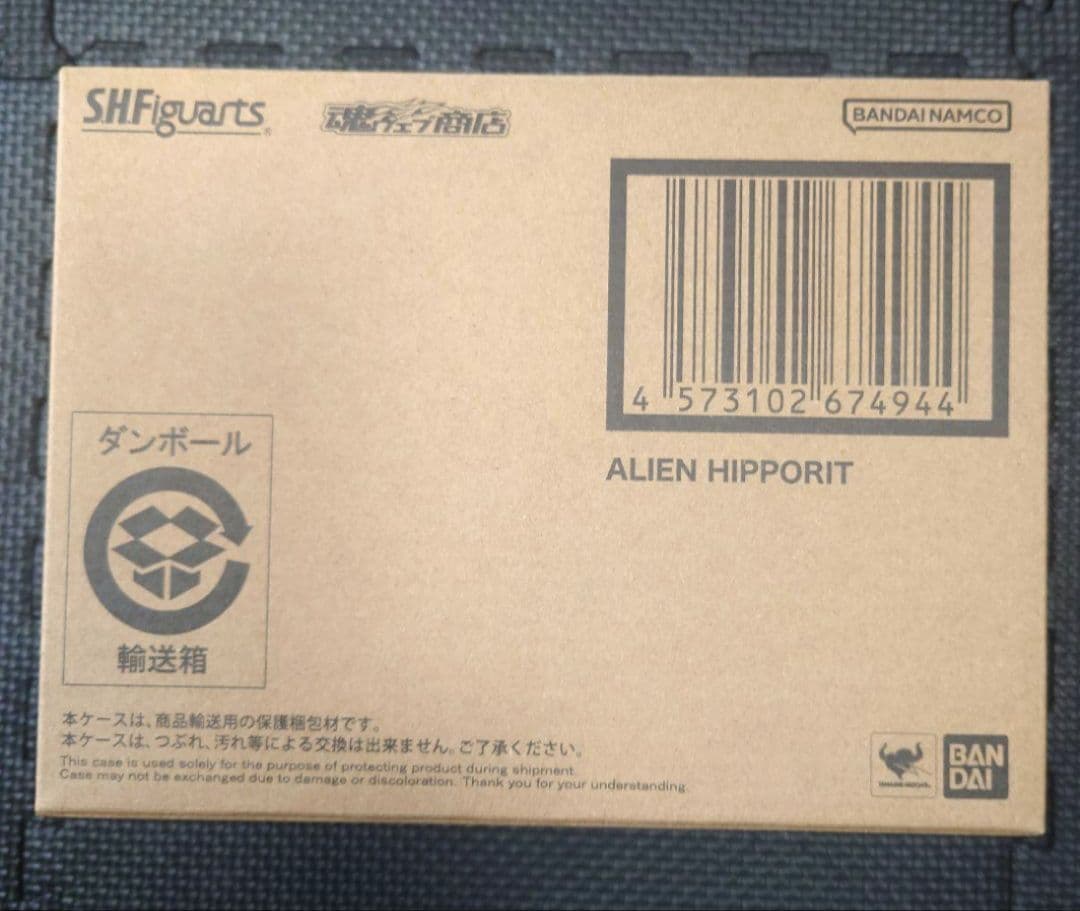 S.H.Figuarts®
魂ウェブ商店
BANDAI NAMCO
4 573102 674944
ALIEN HIPPORIT
ダンボール
輸送箱
本ケースは、商品輸送用の保護梱包材です。
本ケースは、つぶれ、汚れ等による交換は出来ません。ご了承ください。
This case is used solely for the purpose of protecting product during shipment.
Case may not be exchanged due to damage or discoloration. Thank you for your understanding.
BAN
DAI